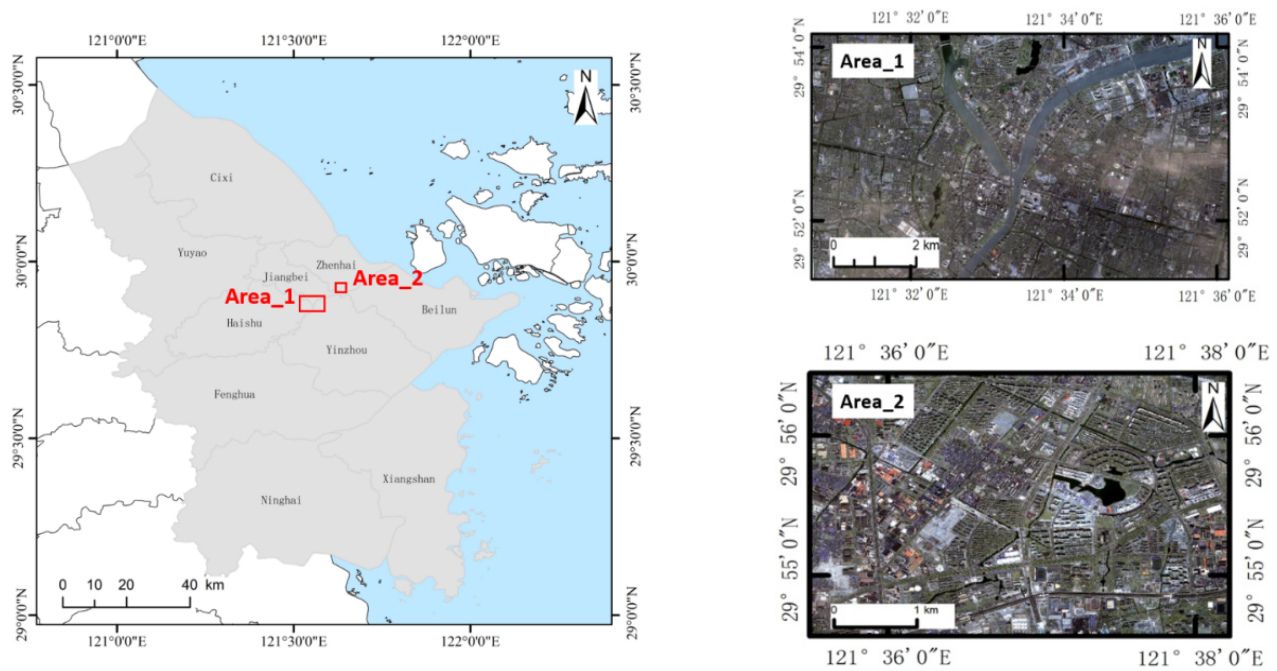 121°0'0"E 121°30'0"E 122°0'0"E
30°30'0"N 30°30'0"N
N
Cixi
Yuyao
Zhenhai
Jiangbei
30°0'0"N 30°0'0"N
Area_2
Area_1
Beilun
Haishu
Yinzhou
Fenghua
29°30'0"N 29°30'0"N
Xiangshan
Ninghai
0 10 20 40 km
29°0'0"N 29°0'0"N
121°0'0"E 121°30'0"E 122°0'0"E
121° 32' 0"E 121° 34' 0"E 121° 36' 0"E
Area_1
N
29° 54' 0"N 29° 54' 0"N
29° 52' 0"N 29° 52' 0"N
0 2 km
121° 32' 0"E 121° 34' 0"E 121° 36' 0"E
121° 36' 0"E 121° 38' 0"E
Area_2
N
29° 56' 0"N 29° 56' 0"N
29° 55' 0"N 29° 55' 0"N
0 1 km
121° 36' 0"E 121° 38' 0"E